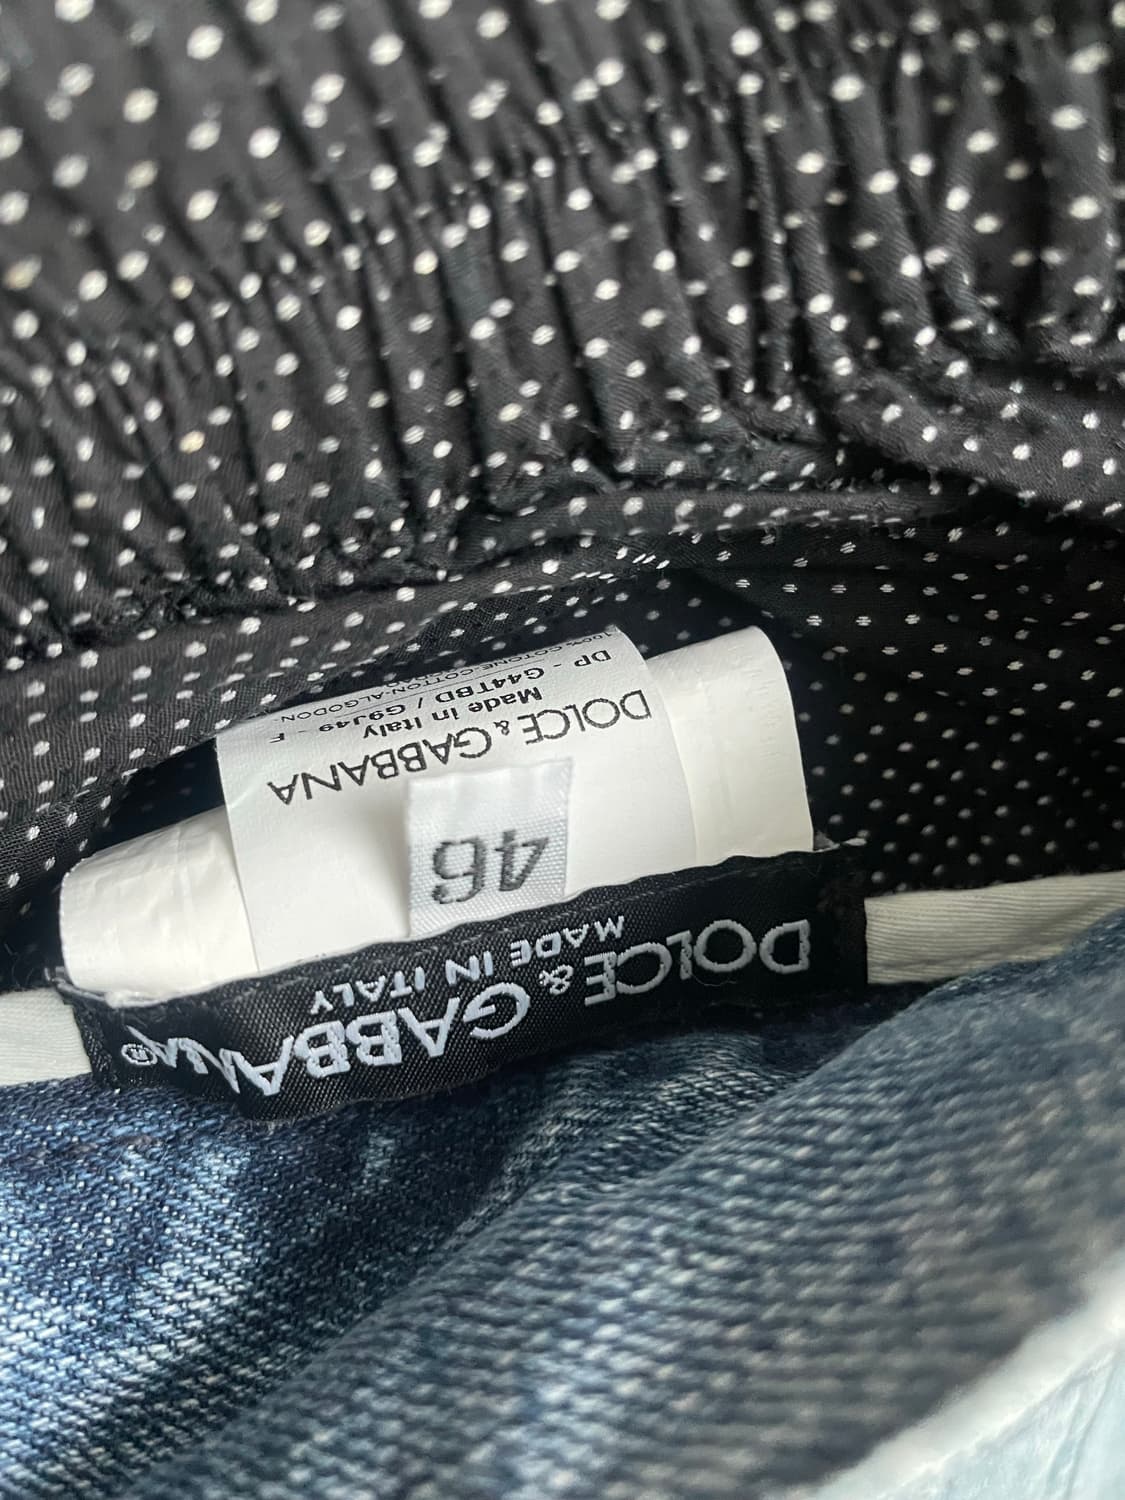 DOLCE & GABBANA
MADE IN ITALY
46
DOLCE & GABBANA
Made in Italy
G44TBD / G9J49 - F
DP -
100% COTONE-COTTON-ALGODON